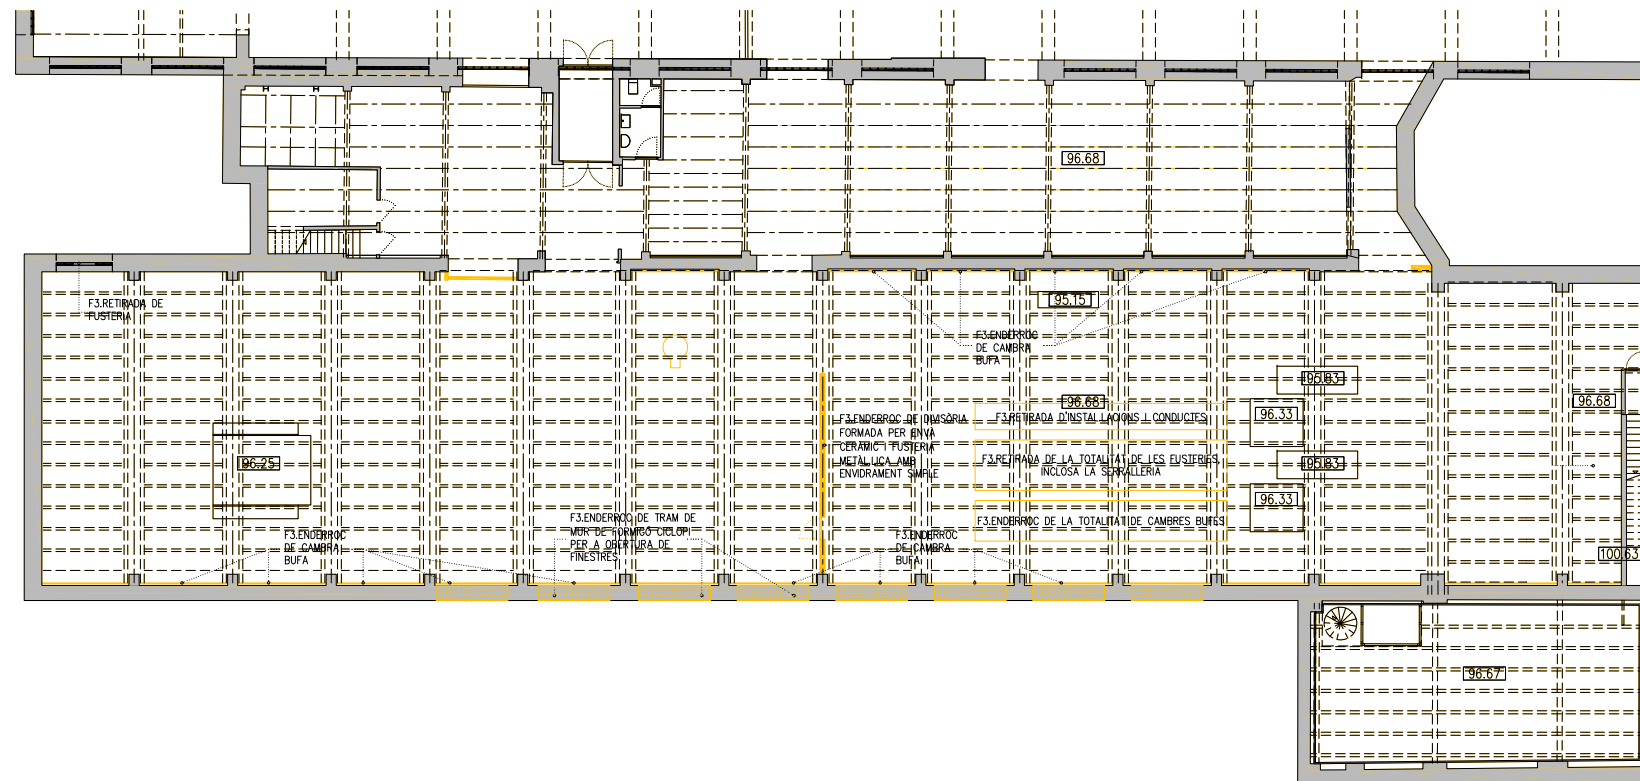 96.68
F3.RETIRADA DE
FUSTERIA
95.15
F3.ENDERROC
DE CAMBRA
BUFA
95.83
96.68
96.33
96.68
F3.ENDERROC DE DIVISÒRIA
FORMADA PER ENVÀ
CERÀMIC I FUSTERIA
METÀL.LICA AMB
ENVIDRAMENT SIMPLE
F3.RETIRADA D'INSTAL.LACIONS I CONDUCTES
F3.RETIRADA DE LA TOTALITAT DE LES FUSTERIES
INCLOSA LA SERRALLERIA
96.25
95.83
96.33
F3.ENDERROC DE LA TOTALITAT DE CAMBRES BUFES
F3.ENDERROC
DE CAMBRA
BUFA
F3.ENDERROC DE TRAM DE
MUR DE FORMIGÓ CICLOPI
PER A OBERTURA DE
FINESTRES
F3.ENDERROC
DE CAMBRA
BUFA
100.63
96.67